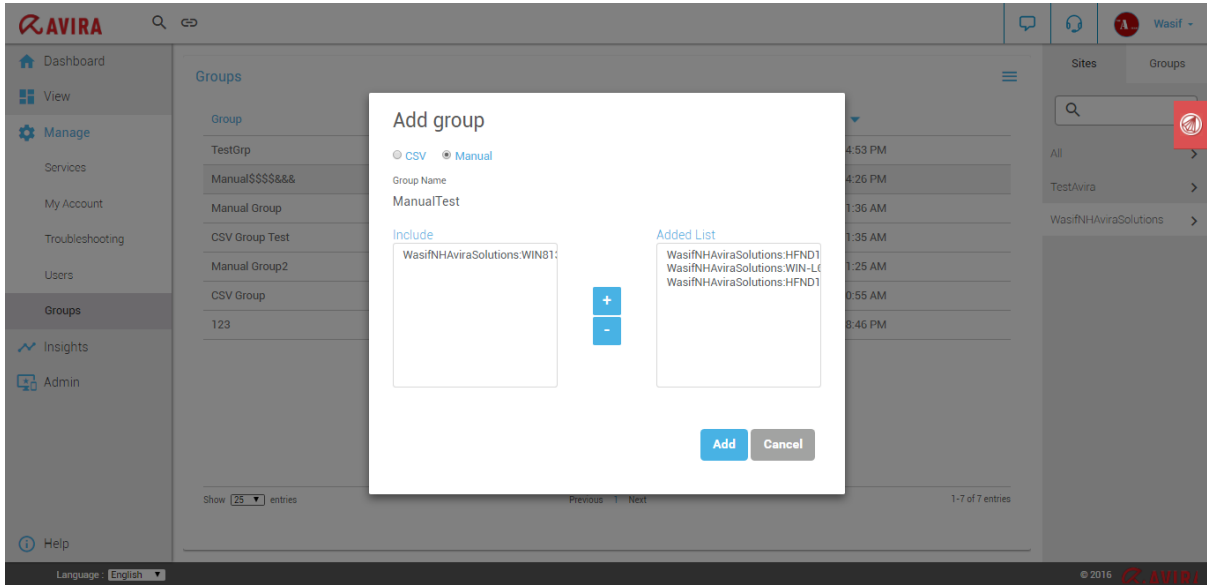 AVIRA
Wasif
Dashboard
View
Manage
Services
My Account
Troubleshooting
Users
Groups
Insights
Admin
Help
Groups
Group
TestGrp
4:53 PM
Manual$$$$&&&
4:26 PM
Manual Group
1:36 AM
CSV Group Test
1:35 AM
Manual Group2
1:25 AM
CSV Group
0:55 AM
123
8:46 PM
Show 25 entries
Previous 1 Next
1-7 of 7 entries
Add group
CSV Manual
Group Name
ManualTest
Include
WasifNHAviraSolutions:WIN81
+
-
Added List
WasifNHAviraSolutions:HFND1
WasifNHAviraSolutions:WIN-L
WasifNHAviraSolutions:HFND1
Add Cancel
Sites Groups
All
TestAvira
WasifNHAviraSolutions
Language : English
© 2016 AVIRA